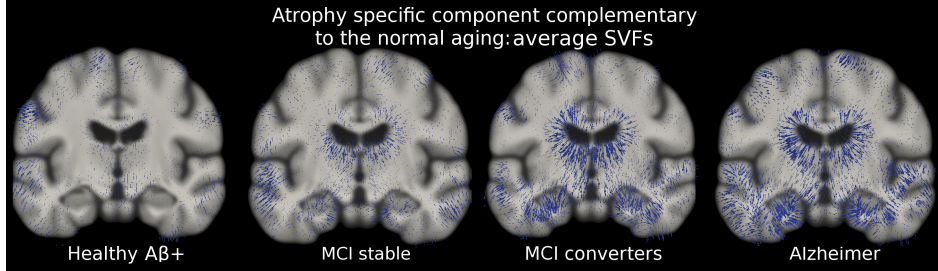 Atrophy specific component complementary
to the normal aging: average SVFs
Healthy Aβ+
MCI stable
MCI converters
Alzheimer